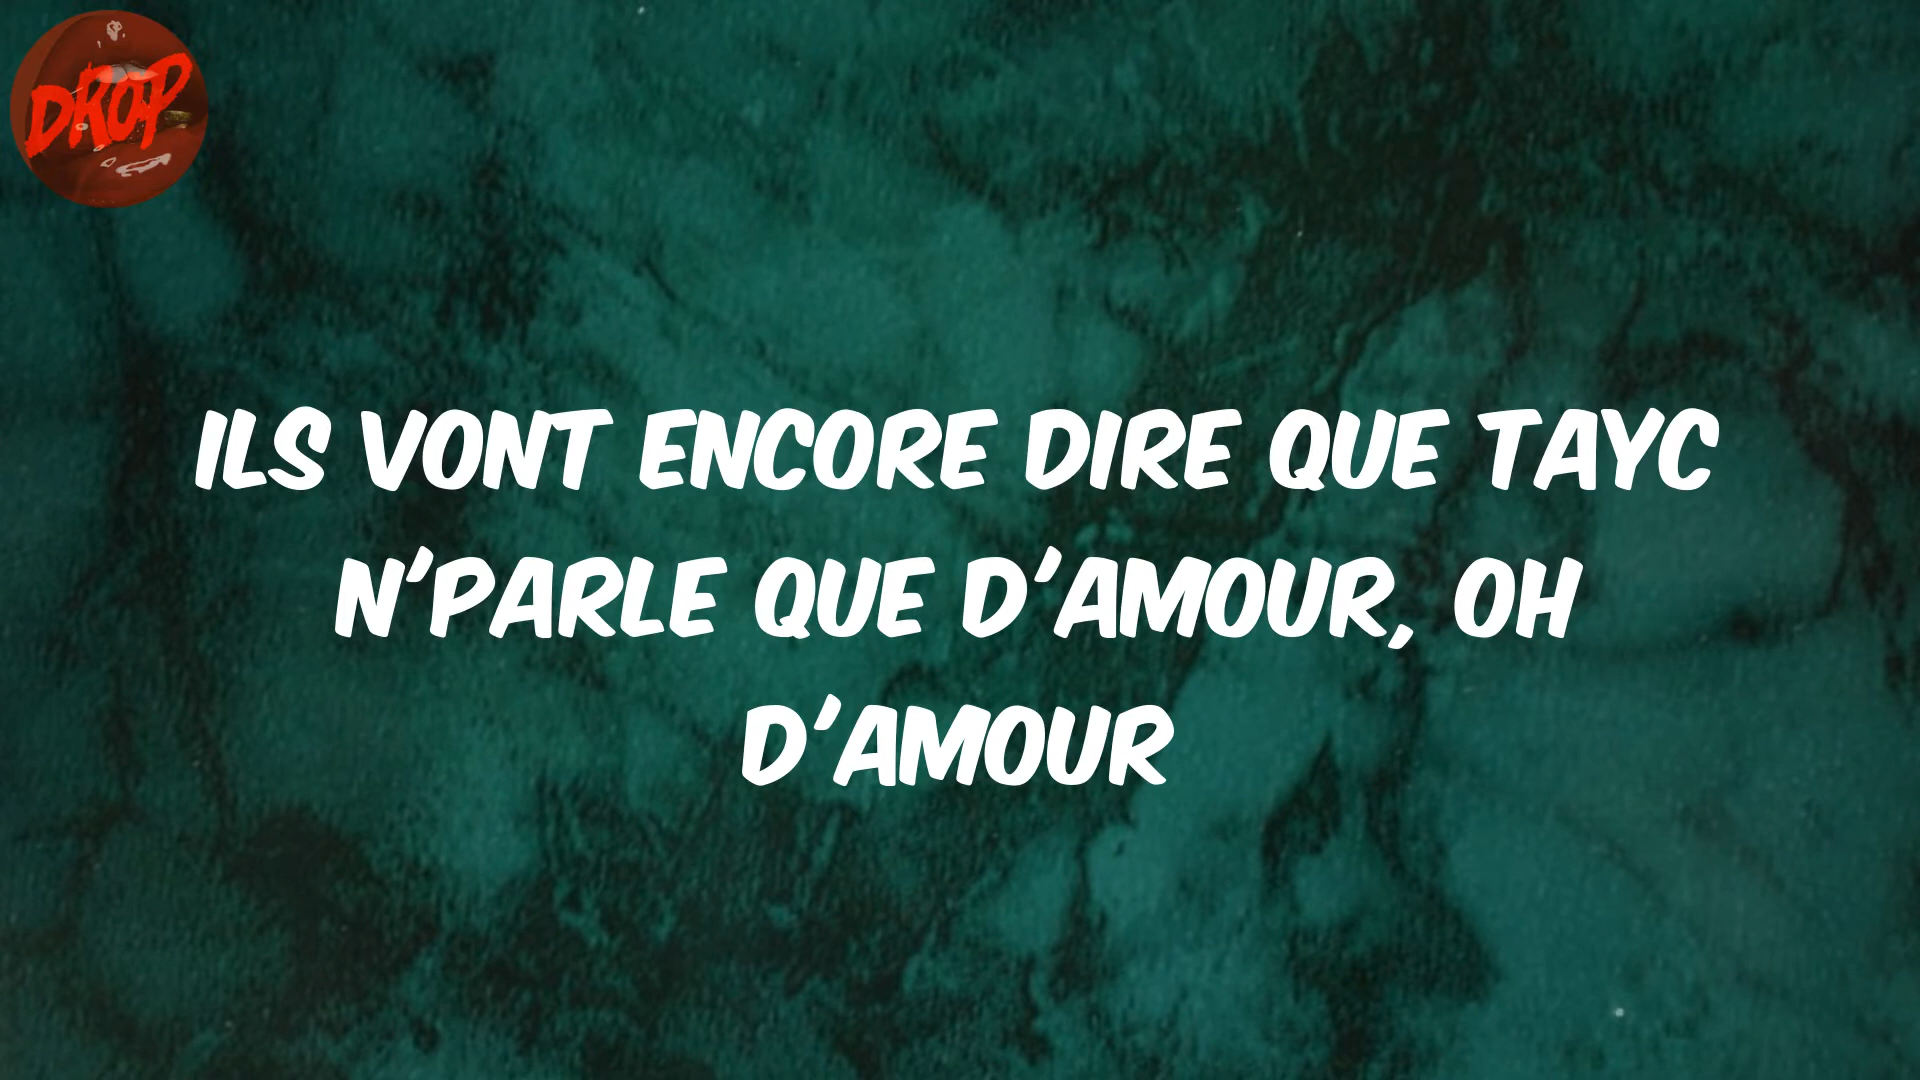 DROP
ILS VONT ENCORE DIRE QUE TAYC
N'PARLE QUE D'AMOUR, OH
D'AMOUR